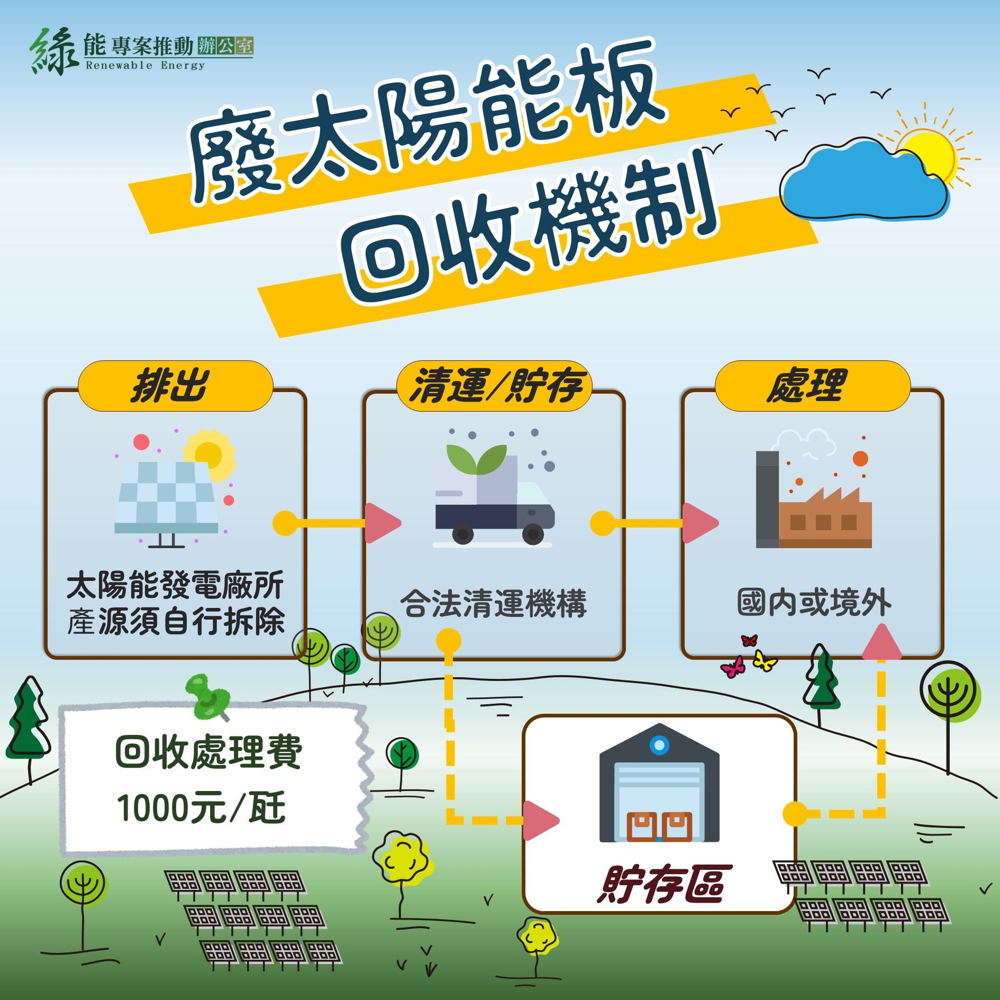 綠能專案推動辦公室
Renewable Energy
廢太陽能板
回收機制
排出
清運/貯存
處理
太陽能發電廠所
產源須自行拆除
合法清運機構
國內或境外
回收處理費
1000元/瓩
貯存區